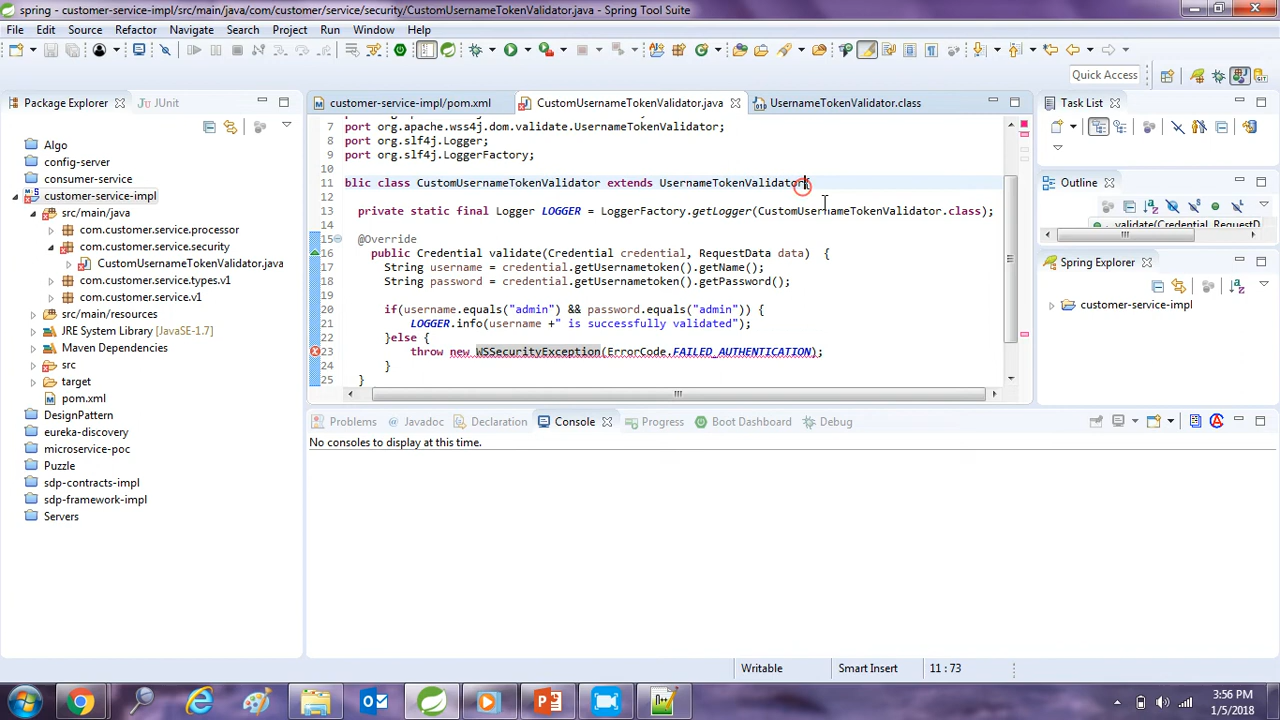 spring - customer-service-impl/src/main/java/com/customer/service/security/CustomUsernameTokenValidator.java - Spring Tool Suite
File Edit Source Refactor Navigate Search Project Run Window Help
Quick Access
Package Explorer JUnit
Algo
config-server
consumer-service
customer-service-impl
src/main/java
com.customer.service.processor
com.customer.service.security
CustomUsernameTokenValidator.java
com.customer.service.types.v1
com.customer.service.v1
src/main/resources
JRE System Library [JavaSE-1.7]
Maven Dependencies
src
target
pom.xml
DesignPattern
eureka-discovery
microservice-poc
Puzzle
sdp-contracts-impl
sdp-framework-impl
Servers
customer-service-impl/pom.xml CustomUsernameTokenValidator.java UsernameTokenValidator.class
7 port org.apache.wss4j.dom.validate.UsernameTokenValidator;
8 port org.slf4j.Logger;
9 port org.slf4j.LoggerFactory;
10
11 blic class CustomUsernameTokenValidator extends UsernameTokenValidator
12
13 private static final Logger LOGGER = LoggerFactory.getLogger(CustomUsernameTokenValidator.class);
14
15 @Override
16 public Credential validate(Credential credential, RequestData data) {
17 String username = credential.getUsernametoken().getName();
18 String password = credential.getUsernametoken().getPassword();
19
20 if(username.equals("admin") && password.equals("admin")) {
21 LOGGER.info(username +" is successfully validated");
22 }else {
23 throw new WSSecurityException(ErrorCode.FAILED_AUTHENTICATION);
24 }
25 }
Task List
Outline
validate(Credential, RequestD
Spring Explorer
customer-service-impl
Problems Javadoc Declaration Console Progress Boot Dashboard Debug
No consoles to display at this time.
Writable Smart Insert 11 : 73
3:56 PM
1/5/2018